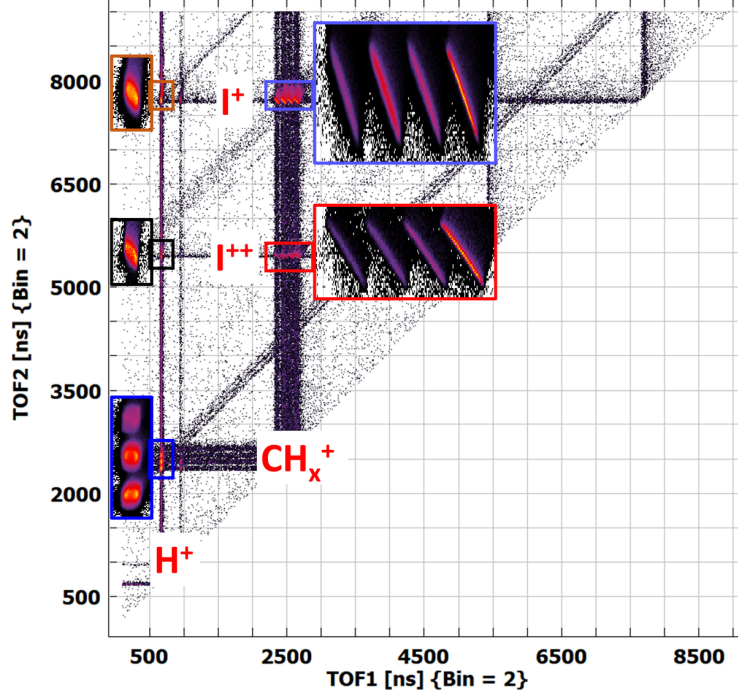 8000
6500
5000
3500
2000
500
TOF2 [ns] {Bin = 2}
I⁺
I⁺⁺
CHₓ⁺
H⁺
500 2500 4500 6500 8500
TOF1 [ns] {Bin = 2}